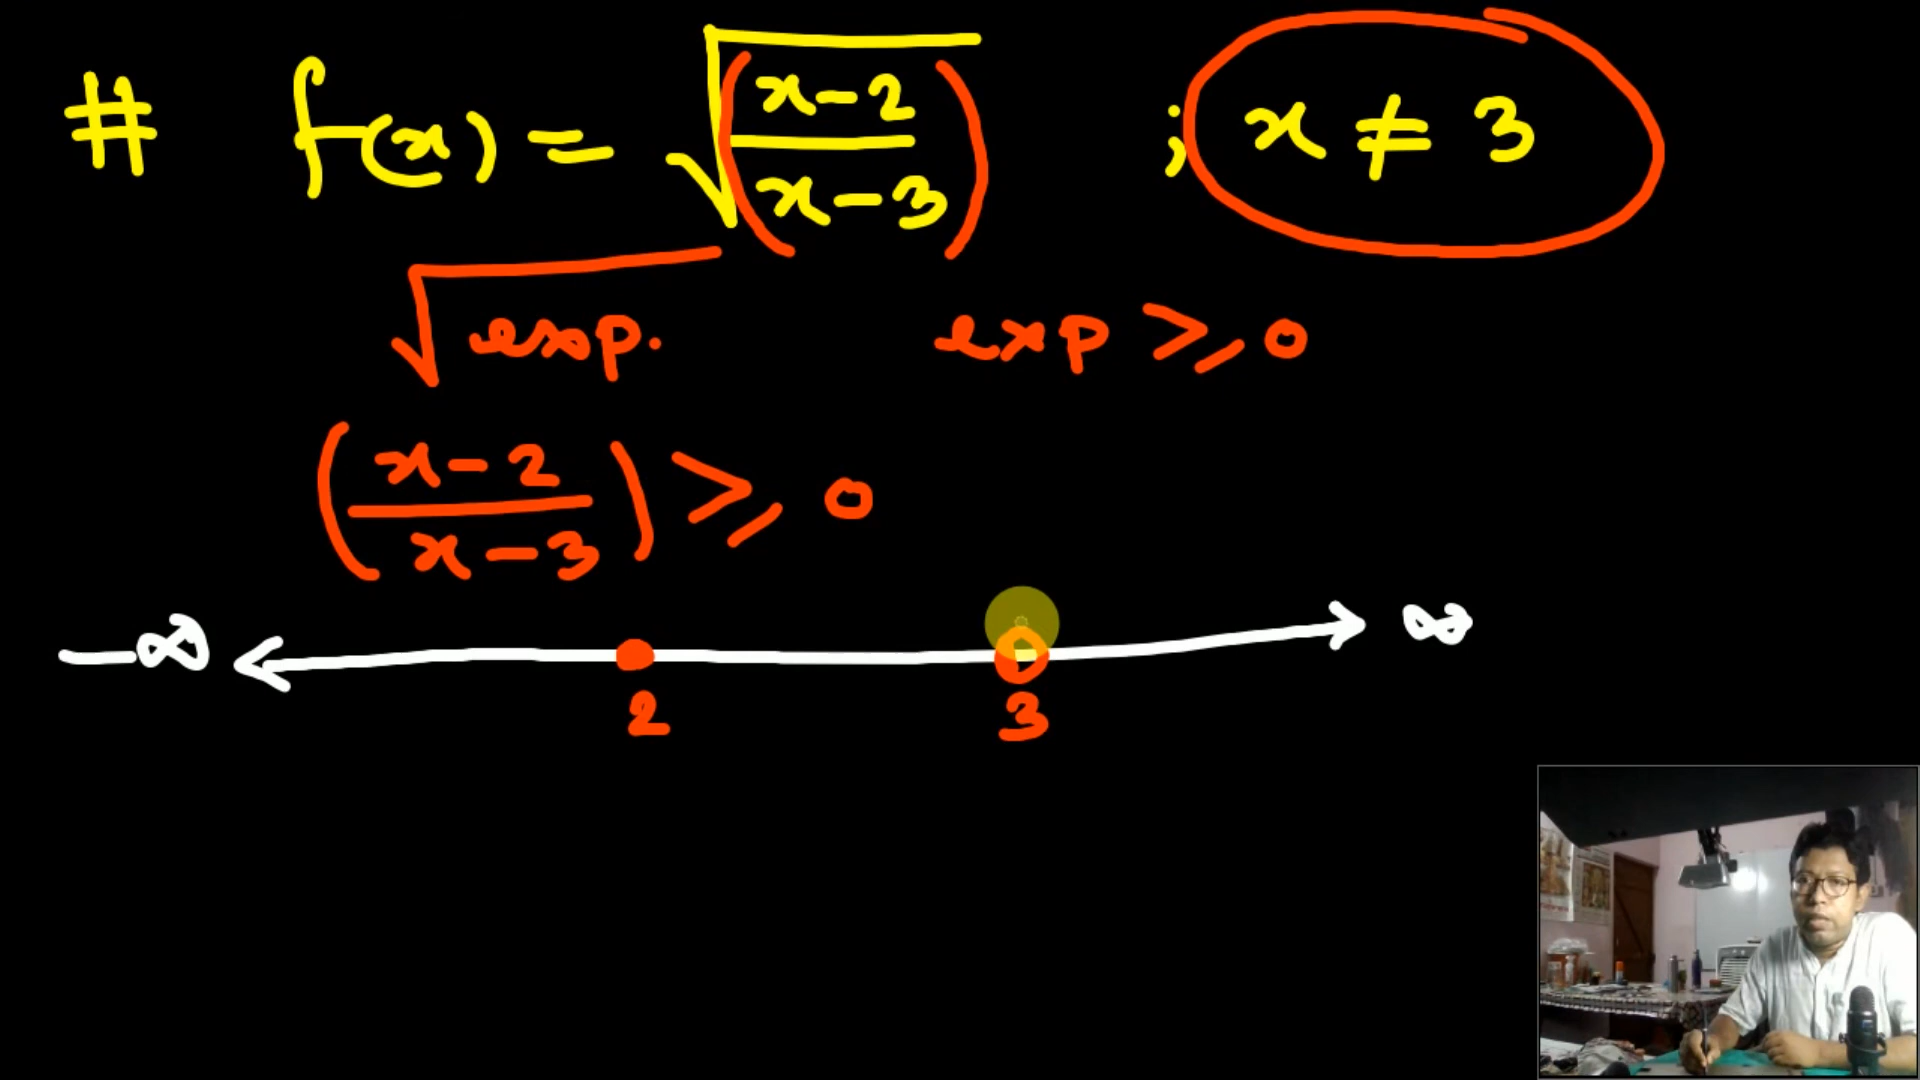 # f(x) = √((x-2)/(x-3)) ; x ≠ 3
√exp. exp ⩾ 0
((x-2)/(x-3)) ⩾ 0
-∞ ∞
2 3